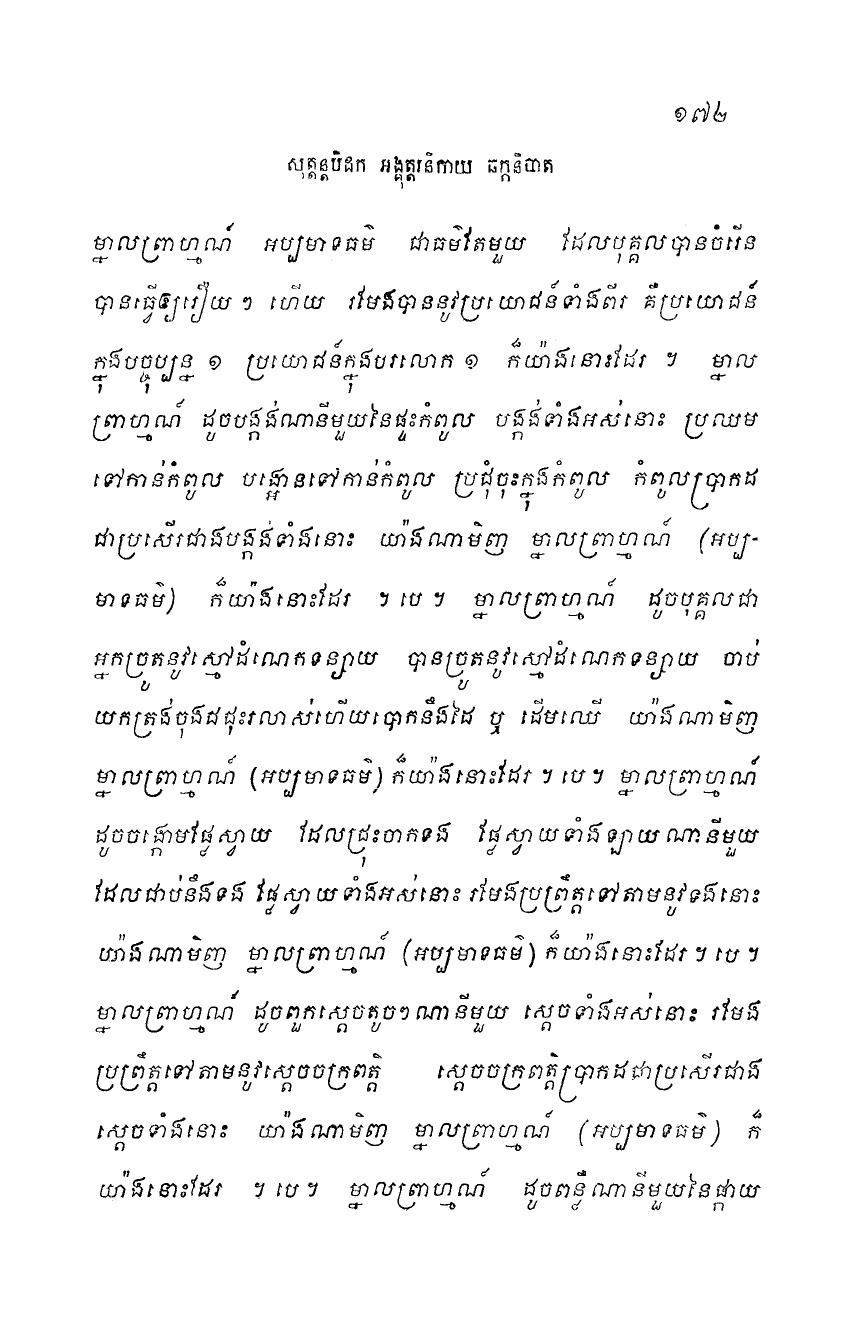 ១៧២
សុត្តន្តបិដក អង្គុត្តរនិកាយ ឆក្កនិបាត
ម្នាលព្រាហ្មណ៍ អប្បមាទធម៌ ជាធម៌តែមួយ ដែលបុគ្គលបានចំរើន
បានធ្វើឲ្យរឿយ ៗ ហើយ រមែងបាននូវប្រយោជន៍ទាំងពីរ គឺប្រយោជន៍
ក្នុងបច្ចុប្បន្ន ១ ប្រយោជន៍ក្នុងបរលោក ១ ក៏យ៉ាងនោះដែរ ។ ម្នាល
ព្រាហ្មណ៍ ដូចបង្កង់ណានីមួយនៃផ្ទះកំពូល បង្កង់ទាំងអស់នោះ ប្រឈម
ទៅកាន់កំពូល បង្អោនទៅកាន់កំពូល ប្រជុំចុះក្នុងកំពូល កំពូលប្រាកដ
ជាប្រសើរជាងបង្កង់ទាំងនោះ យ៉ាងណាមិញ ម្នាលព្រាហ្មណ៍ (អប្ប-
មាទធម៌) ក៏យ៉ាងនោះដែរ ។ បេ ។ ម្នាលព្រាហ្មណ៍ ដូចបុគ្គលជា
អ្នកច្រូតនូវស្មៅដំណេកទន្សាយ បានច្រូតនូវស្មៅដំណេកទន្សាយ ចាប់
យកត្រង់ចុងដជុះរលាស់ហើយបោកនឹងដៃ ឬ ដើមឈើ យ៉ាងណាមិញ
ម្នាលព្រាហ្មណ៍ (អប្បមាទធម៌) ក៏យ៉ាងនោះដែរ ។ បេ ។ ម្នាលព្រាហ្មណ៍
ដូចចង្កោមផ្លែស្វាយ ដែលជ្រុះចាកទង ផ្លែស្វាយទាំងឡាយណានីមួយ
ដែលជាប់នឹងទង ផ្លែស្វាយទាំងអស់នោះ រមែងប្រព្រឹត្តទៅតាមនូវទងនោះ
យ៉ាងណាមិញ ម្នាលព្រាហ្មណ៍ (អប្បមាទធម៌) ក៏យ៉ាងនោះដែរ ។ បេ ។
ម្នាលព្រាហ្មណ៍ ដូចពួកស្តេចតូចៗណានីមួយ ស្តេចទាំងអស់នោះ រមែង
ប្រព្រឹត្តទៅតាមនូវស្តេចចក្រពត្តិ ស្តេចចក្រពត្តិប្រាកដជាប្រសើរជាង
ស្តេចទាំងនោះ យ៉ាងណាមិញ ម្នាលព្រាហ្មណ៍ (អប្បមាទធម៌) ក៏
យ៉ាងនោះដែរ ។ បេ ។ ម្នាលព្រាហ្មណ៍ ដូចពន្លឺណានីមួយនៃផ្កាយ